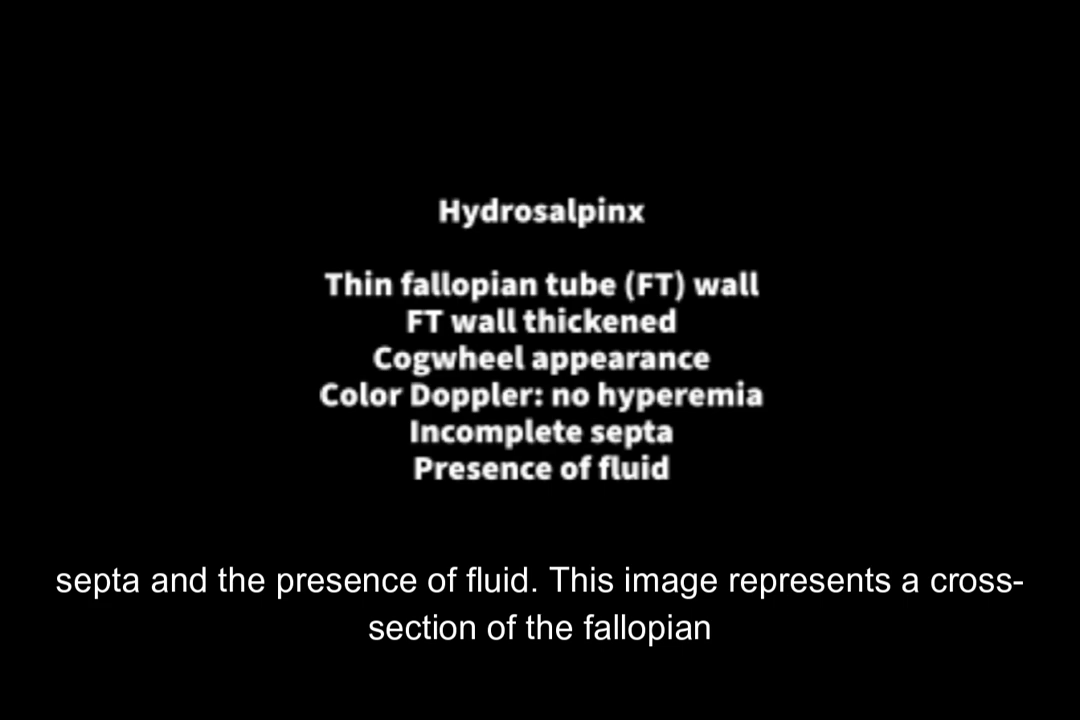 Hydrosalpinx
Thin fallopian tube (FT) wall
FT wall thickened
Cogwheel appearance
Color Doppler: no hyperemia
Incomplete septa
Presence of fluid
septa and the presence of fluid. This image represents a cross-
section of the fallopian